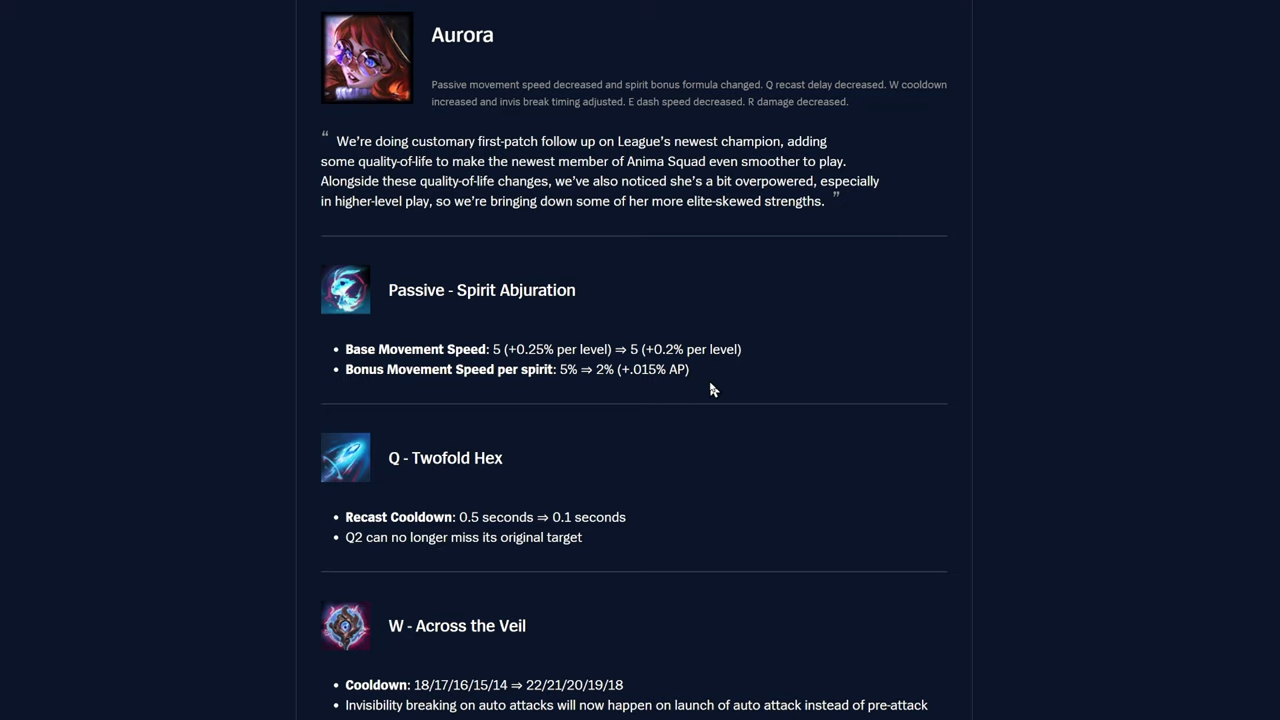 Aurora
Passive movement speed decreased and spirit bonus formula changed. Q recast delay decreased. W cooldown
increased and invis break timing adjusted. E dash speed decreased. R damage decreased.
“ We’re doing customary first-patch follow up on League’s newest champion, adding
some quality-of-life to make the newest member of Anima Squad even smoother to play.
Alongside these quality-of-life changes, we’ve also noticed she’s a bit overpowered, especially
in higher-level play, so we’re bringing down some of her more elite-skewed strengths. ”
Passive - Spirit Abjuration
• Base Movement Speed: 5 (+0.25% per level) ⇒ 5 (+0.2% per level)
• Bonus Movement Speed per spirit: 5% ⇒ 2% (+.015% AP)
Q - Twofold Hex
• Recast Cooldown: 0.5 seconds ⇒ 0.1 seconds
• Q2 can no longer miss its original target
W - Across the Veil
• Cooldown: 18/17/16/15/14 ⇒ 22/21/20/19/18
• Invisibility breaking on auto attacks will now happen on launch of auto attack instead of pre-attack